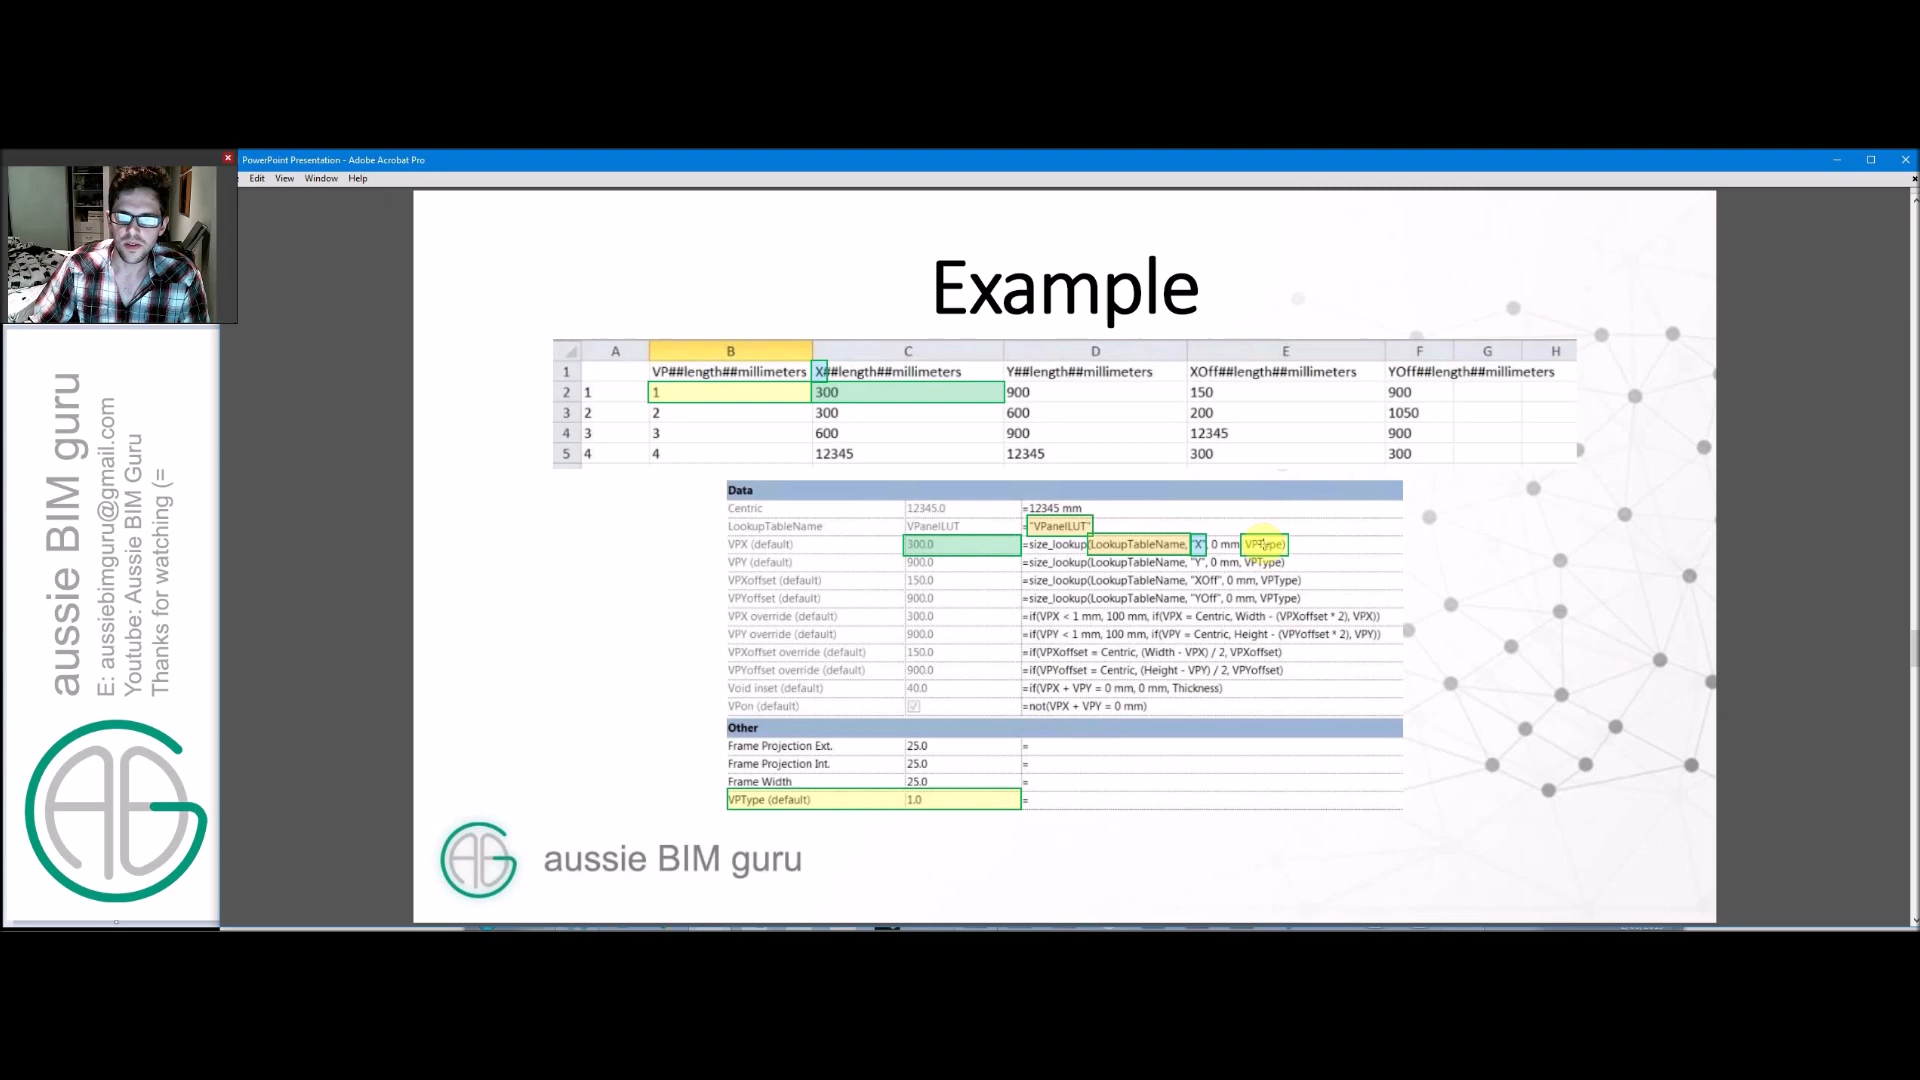 PowerPoint Presentation - Adobe Acrobat Pro
Edit View Window Help
aussie BIM guru
E: aussiebimguru@gmail.com
Youtube: Aussie BIM Guru
Thanks for watching (=
Example
A B C D E F G H
1 VP##length##millimeters X##length##millimeters Y##length##millimeters XOff##length##millimeters YOff##length##millimeters
2 1 1 300 900 150 900
3 2 2 300 600 200 1050
4 3 3 600 900 12345 900
5 4 4 12345 12345 300 300
Data
Centric 12345.0 =12345 mm
LookupTableName VPanelLUT ="VPanelLUT"
VPX (default) 300.0 =size_lookup(LookupTableName, "X", 0 mm, VPType)
VPY (default) 900.0 =size_lookup(LookupTableName, "Y", 0 mm, VPType)
VPXoffset (default) 150.0 =size_lookup(LookupTableName, "XOff", 0 mm, VPType)
VPYoffset (default) 900.0 =size_lookup(LookupTableName, "YOff", 0 mm, VPType)
VPX override (default) 300.0 =if(VPX < 1 mm, 100 mm, if(VPX = Centric, Width - (VPXoffset * 2), VPX))
VPY override (default) 900.0 =if(VPY < 1 mm, 100 mm, if(VPY = Centric, Height - (VPYoffset * 2), VPY))
VPXoffset override (default) 150.0 =if(VPXoffset = Centric, (Width - VPX) / 2, VPXoffset)
VPYoffset override (default) 900.0 =if(VPYoffset = Centric, (Height - VPY) / 2, VPYoffset)
Void inset (default) 40.0 =if(VPX + VPY = 0 mm, 0 mm, Thickness)
VPon (default) =not(VPX + VPY = 0 mm)
Other
Frame Projection Ext. 25.0 =
Frame Projection Int. 25.0 =
Frame Width 25.0 =
VPType (default) 1.0 =
aussie BIM guru